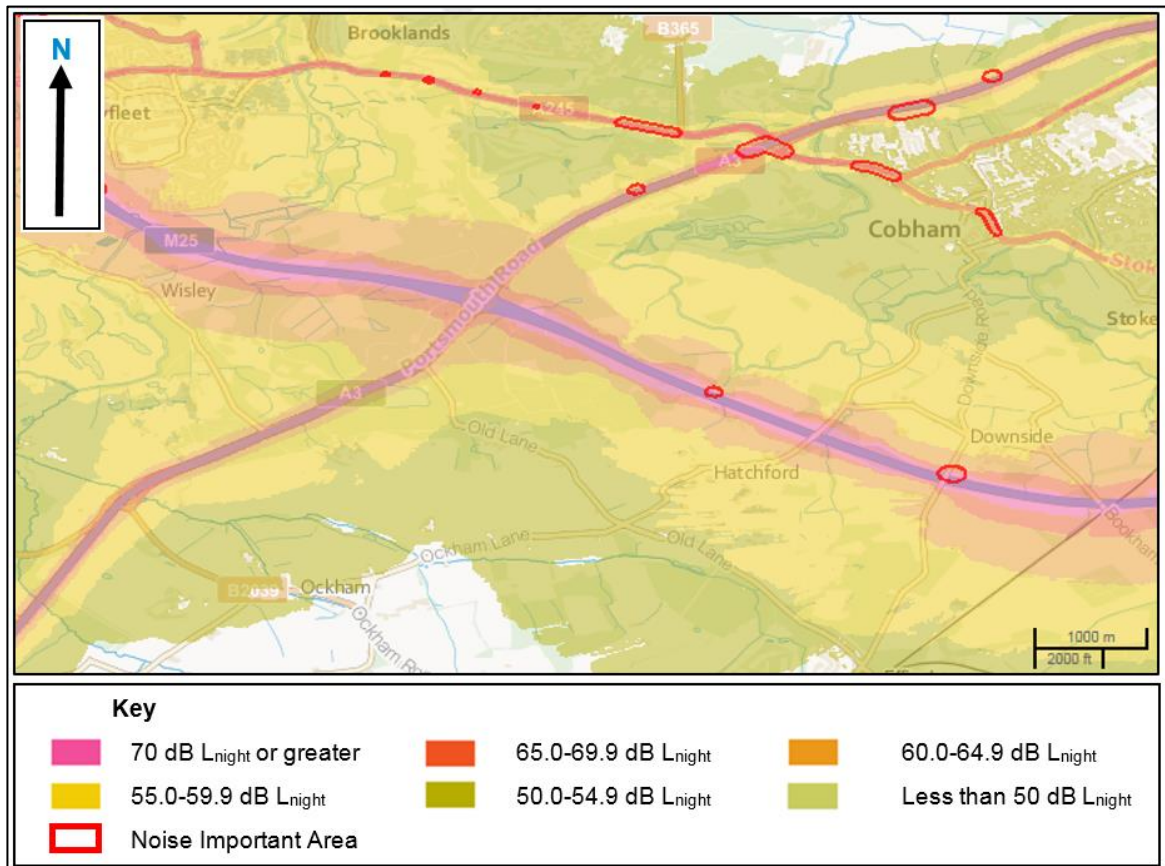 N
Brooklands
B365
A245
yfleet
A3
Cobham
M25
Wisley
Portsmouth Road
Stok
Stoke
Downside Road
A3
Old Lane
Downside
Hatchford
Bookham
Ockham Lane
Old Lane
B2039
Ockham
Ockham R
1000 m
2000 ft
Key
70 dB Lnight or greater 65.0-69.9 dB Lnight 60.0-64.9 dB Lnight
55.0-59.9 dB Lnight 50.0-54.9 dB Lnight Less than 50 dB Lnight
Noise Important Area